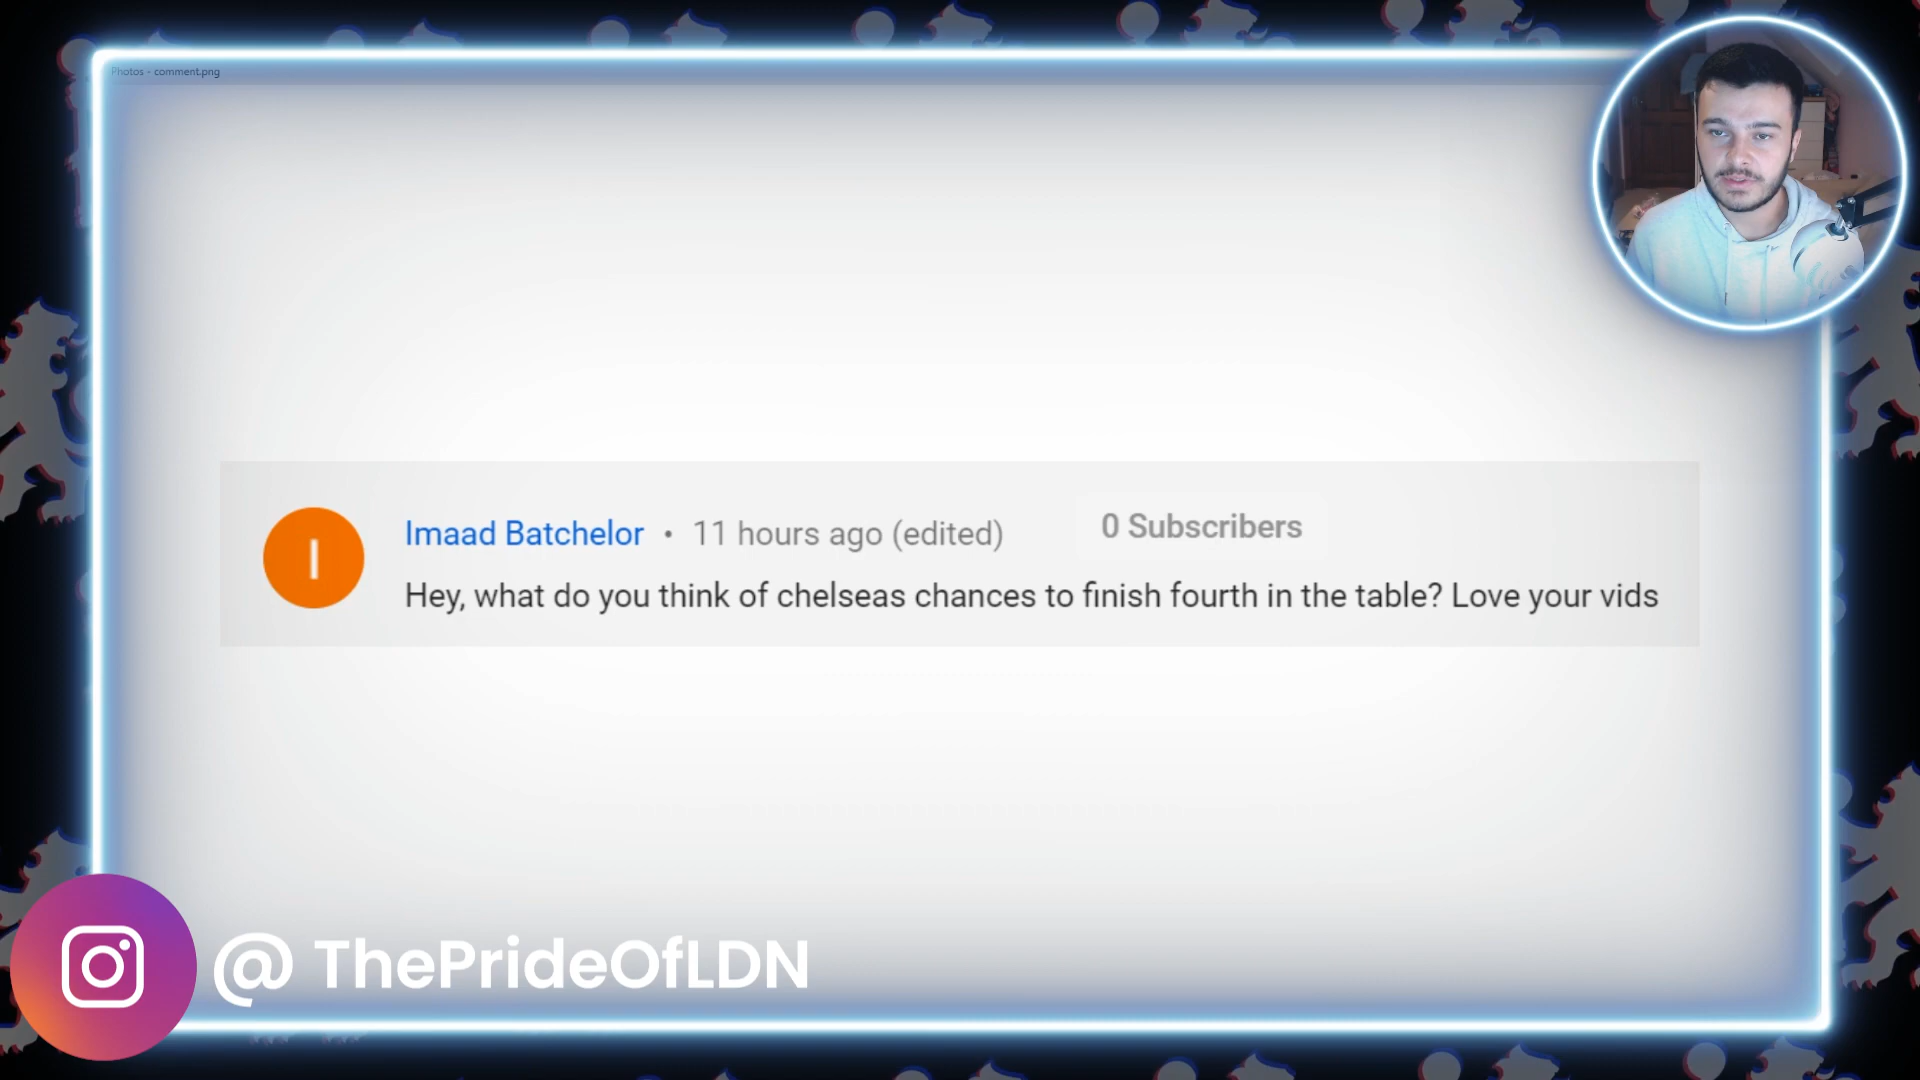 Photos - comment.png
I
Imaad Batchelor • 11 hours ago (edited) 0 Subscribers
Hey, what do you think of chelseas chances to finish fourth in the table? Love your vids
@ ThePrideOfLDN